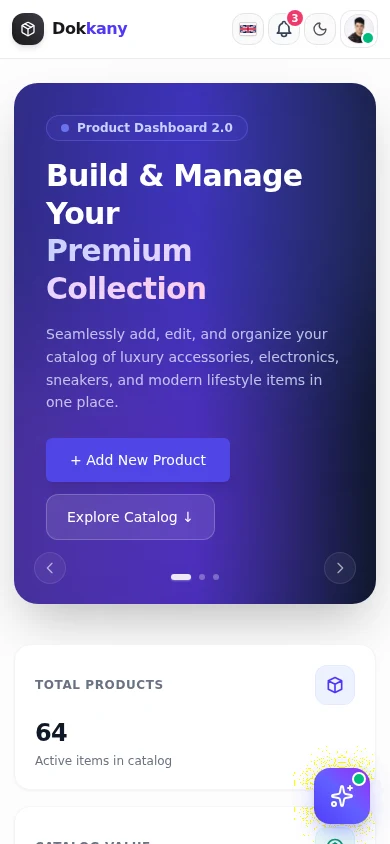 Dokkany
3
Product Dashboard 2.0
Build & Manage
Your
Premium
Collection
Seamlessly add, edit, and organize your
catalog of luxury accessories, electronics,
sneakers, and modern lifestyle items in
one place.
+ Add New Product
Explore Catalog ↓
TOTAL PRODUCTS
64
Active items in catalog
CATALOG VALUE